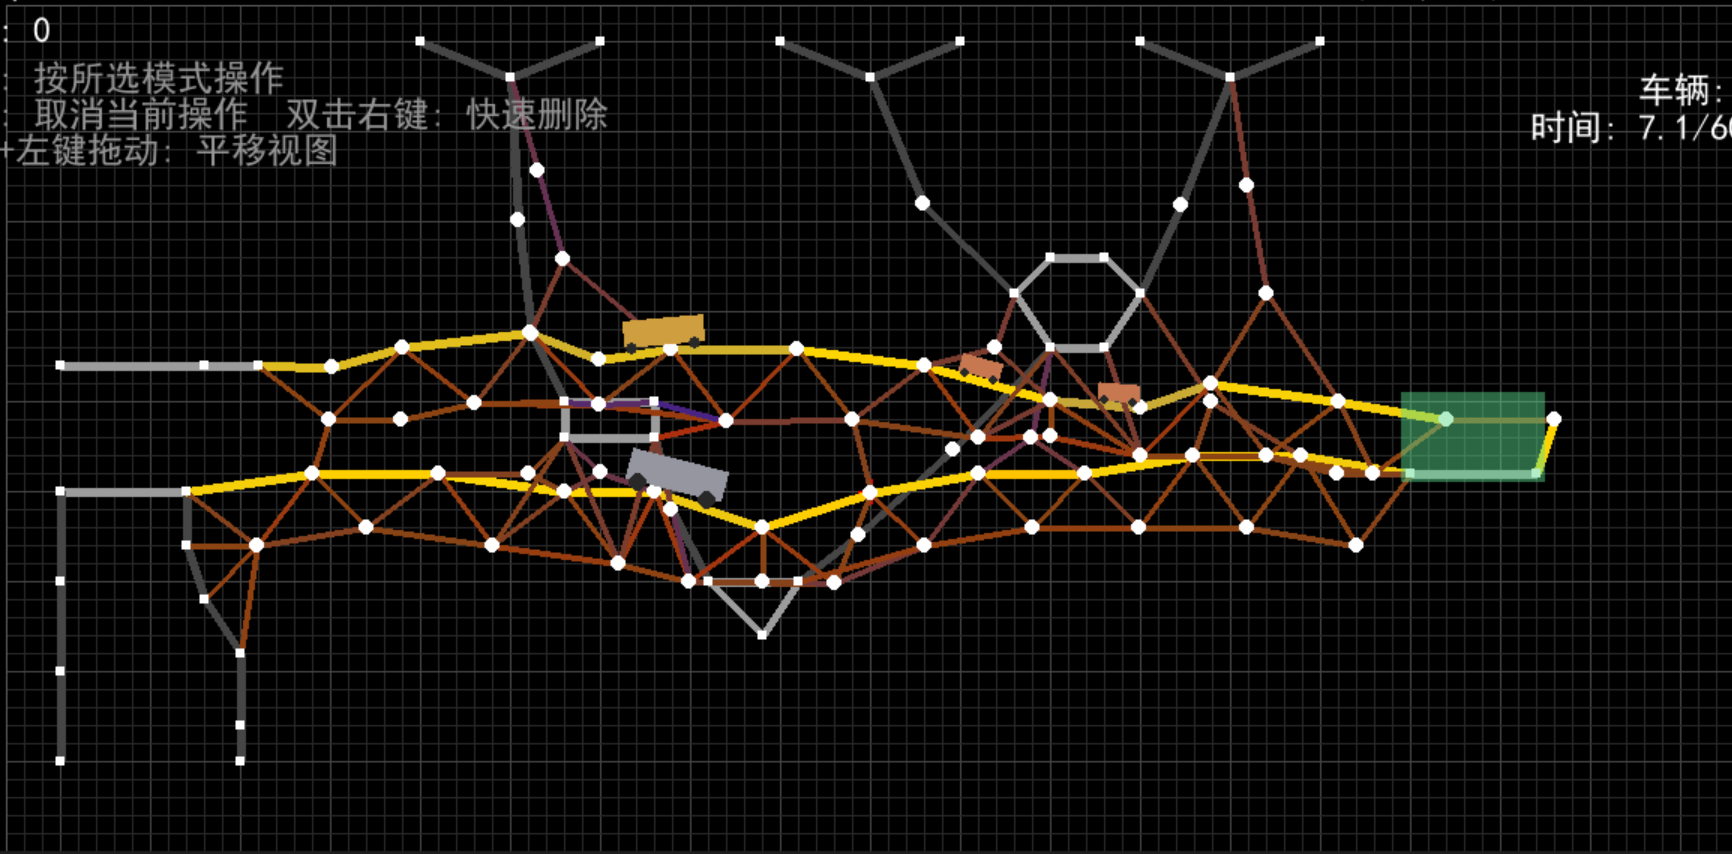 : 0
: 按所选模式操作
: 取消当前操作 双击右键: 快速删除
+左键拖动: 平移视图
车辆:
时间: 7.1/60